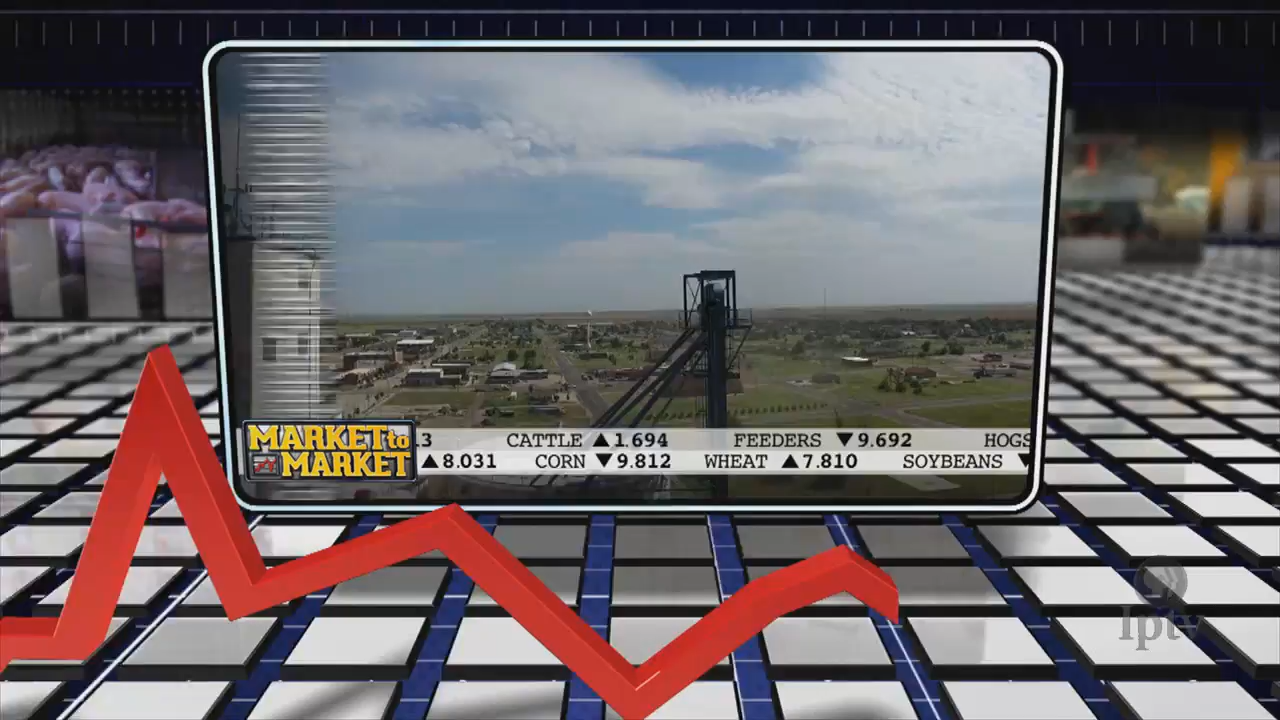 MARKET to
MARKET
.3 CATTLE ▲1.694 FEEDERS ▼9.692 HOGS
▲8.031 CORN ▼9.812 WHEAT ▲7.810 SOYBEANS ▼
Iptv